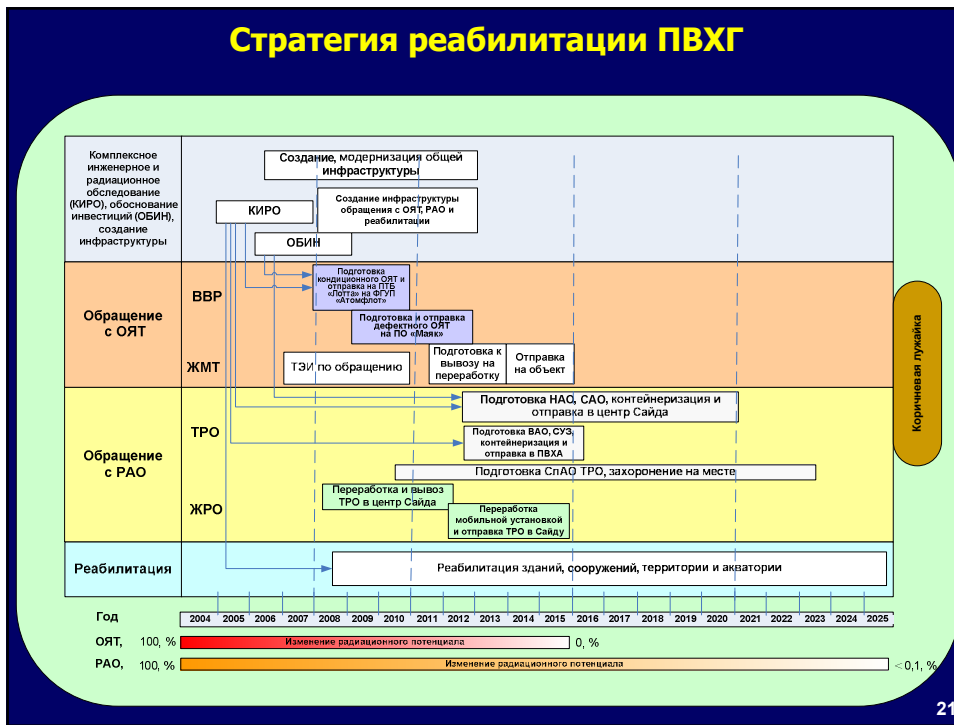 Стратегия реабилитации ПВХГ
Комплексное
инженерное и
радиационное
обследование
(КИРО), обоснование
инвестиций (ОБИН),
создание
инфраструктуры
Создание, модернизация общей
инфраструктуры
Создание инфраструктуры
обращения с ОЯТ, РАО и
реабилитации
КИРО
ОБИН
Обращение
с ОЯТ
ВВР
Подготовка
кондиционного ОЯТ и
отправка на ПТБ
«Лотта» на ФГУП
«Атомфлот»
Подготовка и отправка
дефектного ОЯТ
на ПО «Маяк»
ЖМТ
ТЭИ по обращению
Подготовка к
вывозу на
переработку
Отправка
на объект
Обращение
с РАО
ТРО
Подготовка НАО, САО, контейнеризация и
отправка в центр Сайда
Подготовка ВАО, СУЗ,
контейнеризация и
отправка в ПВХА
Подготовка СпАО ТРО, захоронение на месте
ЖРО
Переработка и вывоз
ТРО в центр Сайда
Переработка
мобильной установкой
и отправка ТРО в Сайду
Реабилитация
Реабилитация зданий, сооружений, территории и акватории
Коричневая лужайка
Год
2004 2005 2006 2007 2008 2009 2010 2011 2012 2013 2014 2015 2016 2017 2018 2019 2020 2021 2022 2023 2024 2025
ОЯТ, 100, % Изменение радиационного потенциала 0, %
РАО, 100, % Изменение радиационного потенциала <0,1, %
21